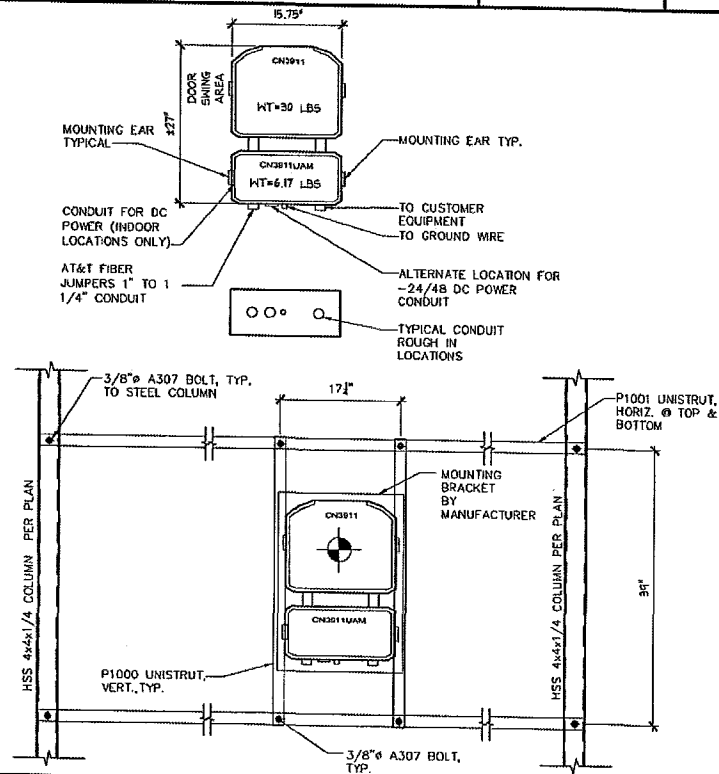 15.75"
CN3911
WT=30 LBS
DOOR
SWING
AREA
±27"
MOUNTING EAR
TYPICAL
MOUNTING EAR TYP.
CN3911UAM
WT=6.17 LBS
CONDUIT FOR DC
POWER (INDOOR
LOCATIONS ONLY)
TO CUSTOMER
EQUIPMENT
TO GROUND WIRE
AT&T FIBER
JUMPERS 1" TO 1
1/4" CONDUIT
ALTERNATE LOCATION FOR
-24/48 DC POWER
CONDUIT
TYPICAL CONDUIT
ROUGH IN
LOCATIONS
3/8"ø A307 BOLT, TYP.
TO STEEL COLUMN
P1001 UNISTRUT,
HORIZ. @ TOP &
BOTTOM
MOUNTING
BRACKET
BY
MANUFACTURER
HSS 4x4x1/4 COLUMN PER PLAN
CN3911
HSS 4x4x1/4 COLUMN PER PLAN
39"
CN3911UAM
P1000 UNISTRUT,
VERT., TYP.
3/8"ø A307 BOLT,
TYP.